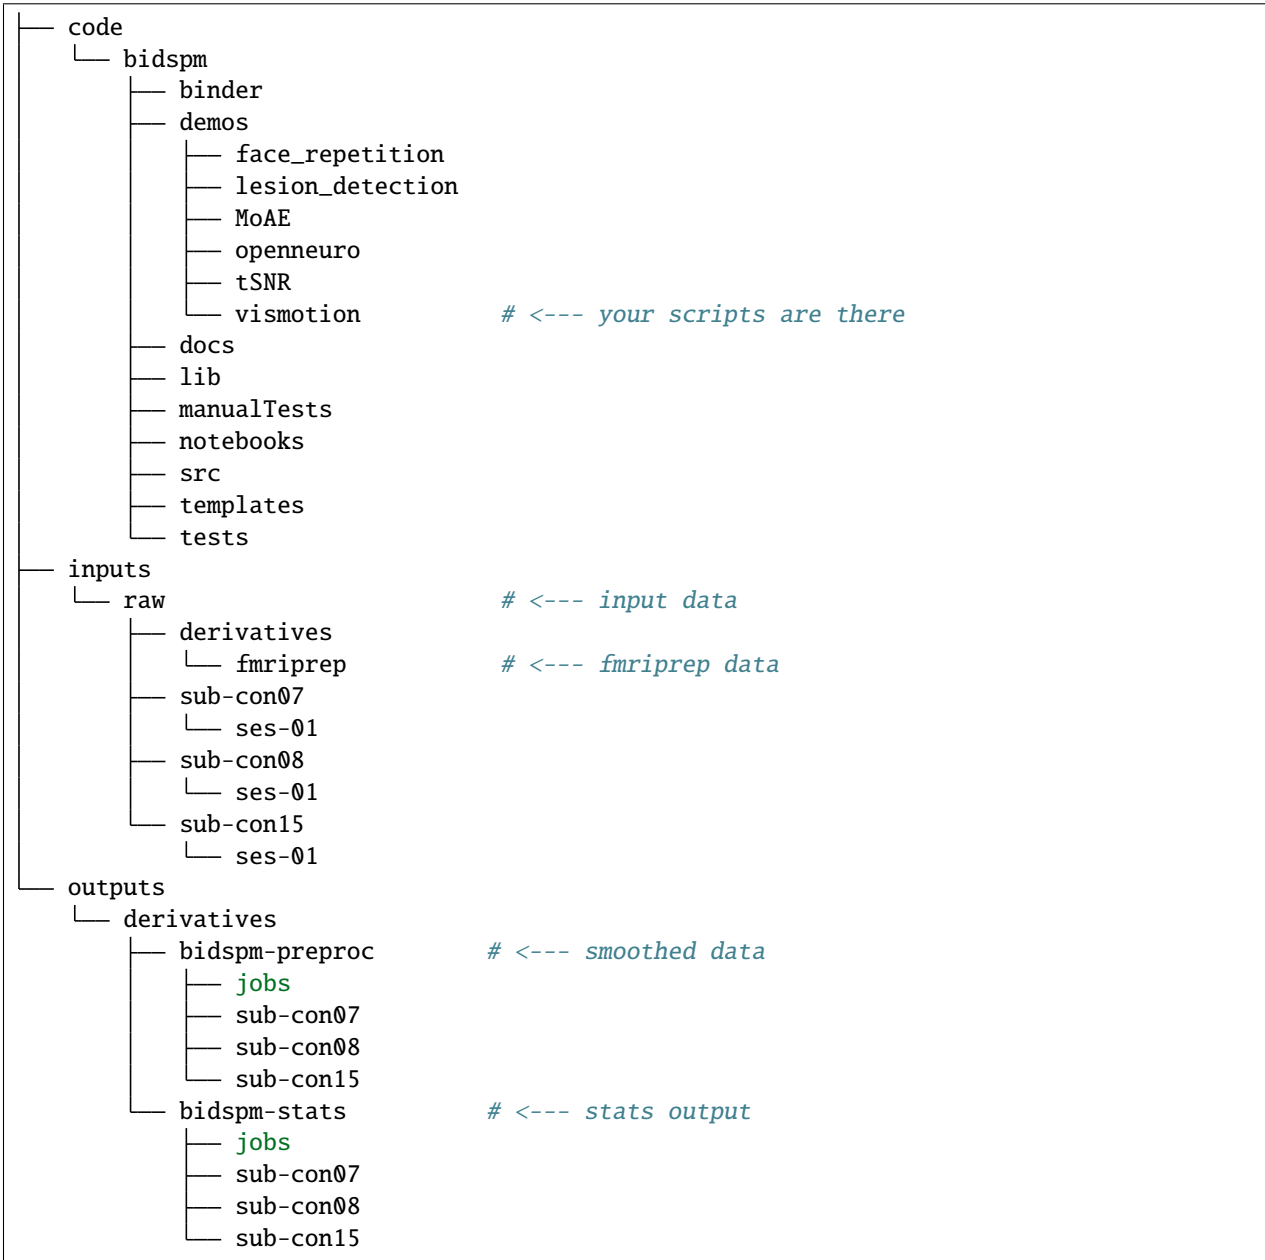 ├── code
│   └── bidspm
│       ├── binder
│       ├── demos
│       │   ├── face_repetition
│       │   ├── lesion_detection
│       │   ├── MoAE
│       │   ├── openneuro
│       │   ├── tSNR
│       │   └── vismotion          # <--- your scripts are there
│       ├── docs
│       ├── lib
│       ├── manualTests
│       ├── notebooks
│       ├── src
│       ├── templates
│       └── tests
├── inputs
│   └── raw                        # <--- input data
│       ├── derivatives
│       │   └── fmriprep           # <--- fmriprep data
│       ├── sub-con07
│       │   └── ses-01
│       ├── sub-con08
│       │   └── ses-01
│       └── sub-con15
│           └── ses-01
└── outputs
    └── derivatives
        ├── bidspm-preproc        # <--- smoothed data
        │   ├── jobs
        │   ├── sub-con07
        │   ├── sub-con08
        │   └── sub-con15
        └── bidspm-stats          # <--- stats output
            ├── jobs
            ├── sub-con07
            ├── sub-con08
            └── sub-con15